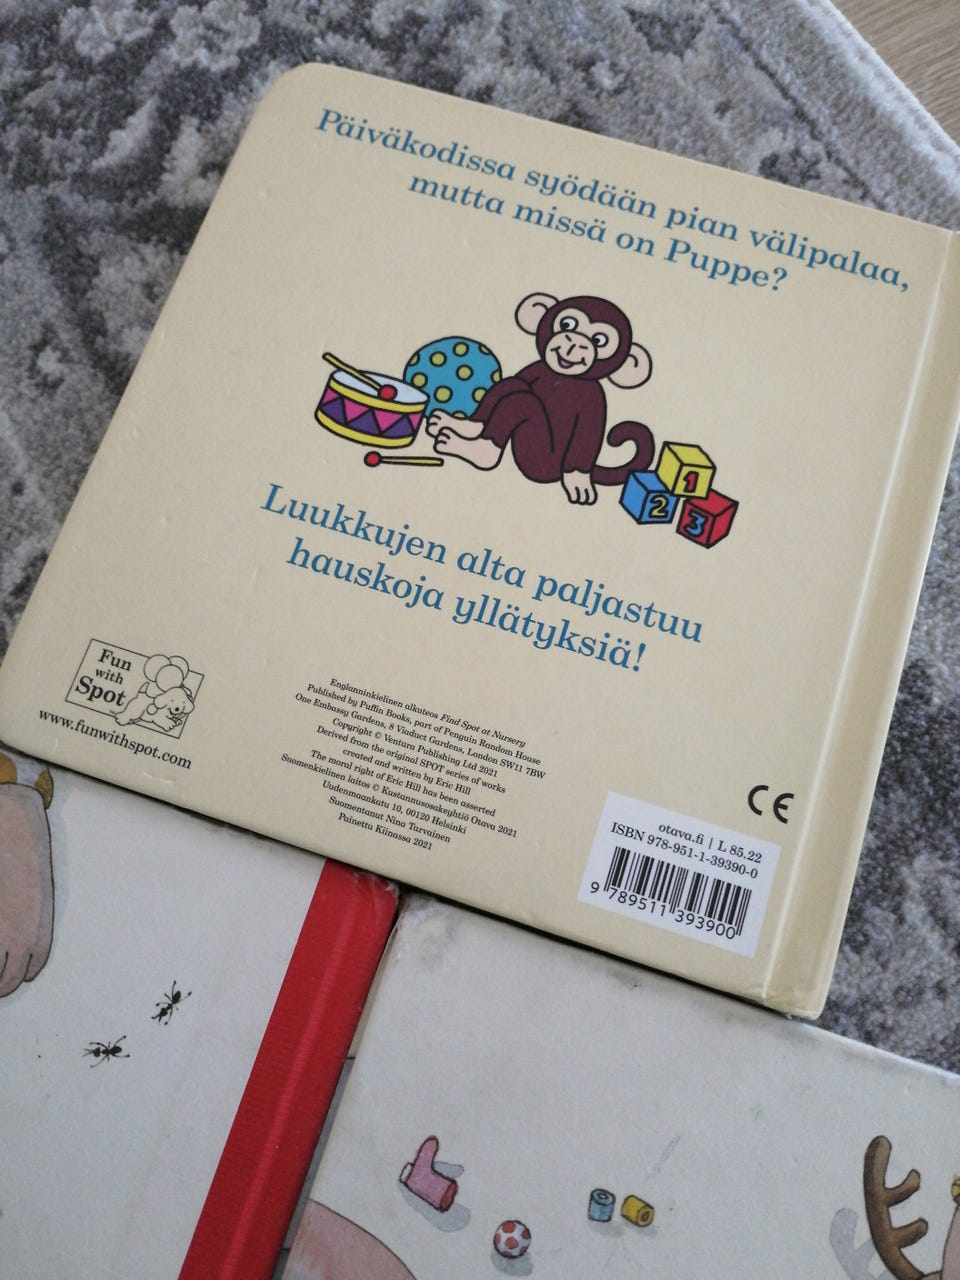 Päiväkodissa syödään pian välipalaa,
mutta missä on Puppe?
1
2
3
Luukkujen alta paljastuu
hauskoja yllätyksiä!
Fun
with
Spot
www.funwithspot.com
Englanninkielinen alkuteos Find Spot at Nursery
Published by Puffin Books, part of Penguin Random House
One Embassy Gardens, 8 Viaduct Gardens, London SW11 7BW
Copyright © Ventura Publishing Ltd 2021
Derived from the original SPOT series of works
created and written by Eric Hill
The moral right of Eric Hill has been asserted
Suomenkielinen laitos © Kustannusosakeyhtiö Otava 2021
Uudenmaankatu 10, 00120 Helsinki
Suomentanut Nina Tarvainen
Painettu Kiinassa 2021
CE
otava.fi | L 85.22
ISBN 978-951-1-39390-0
9 789511 393900